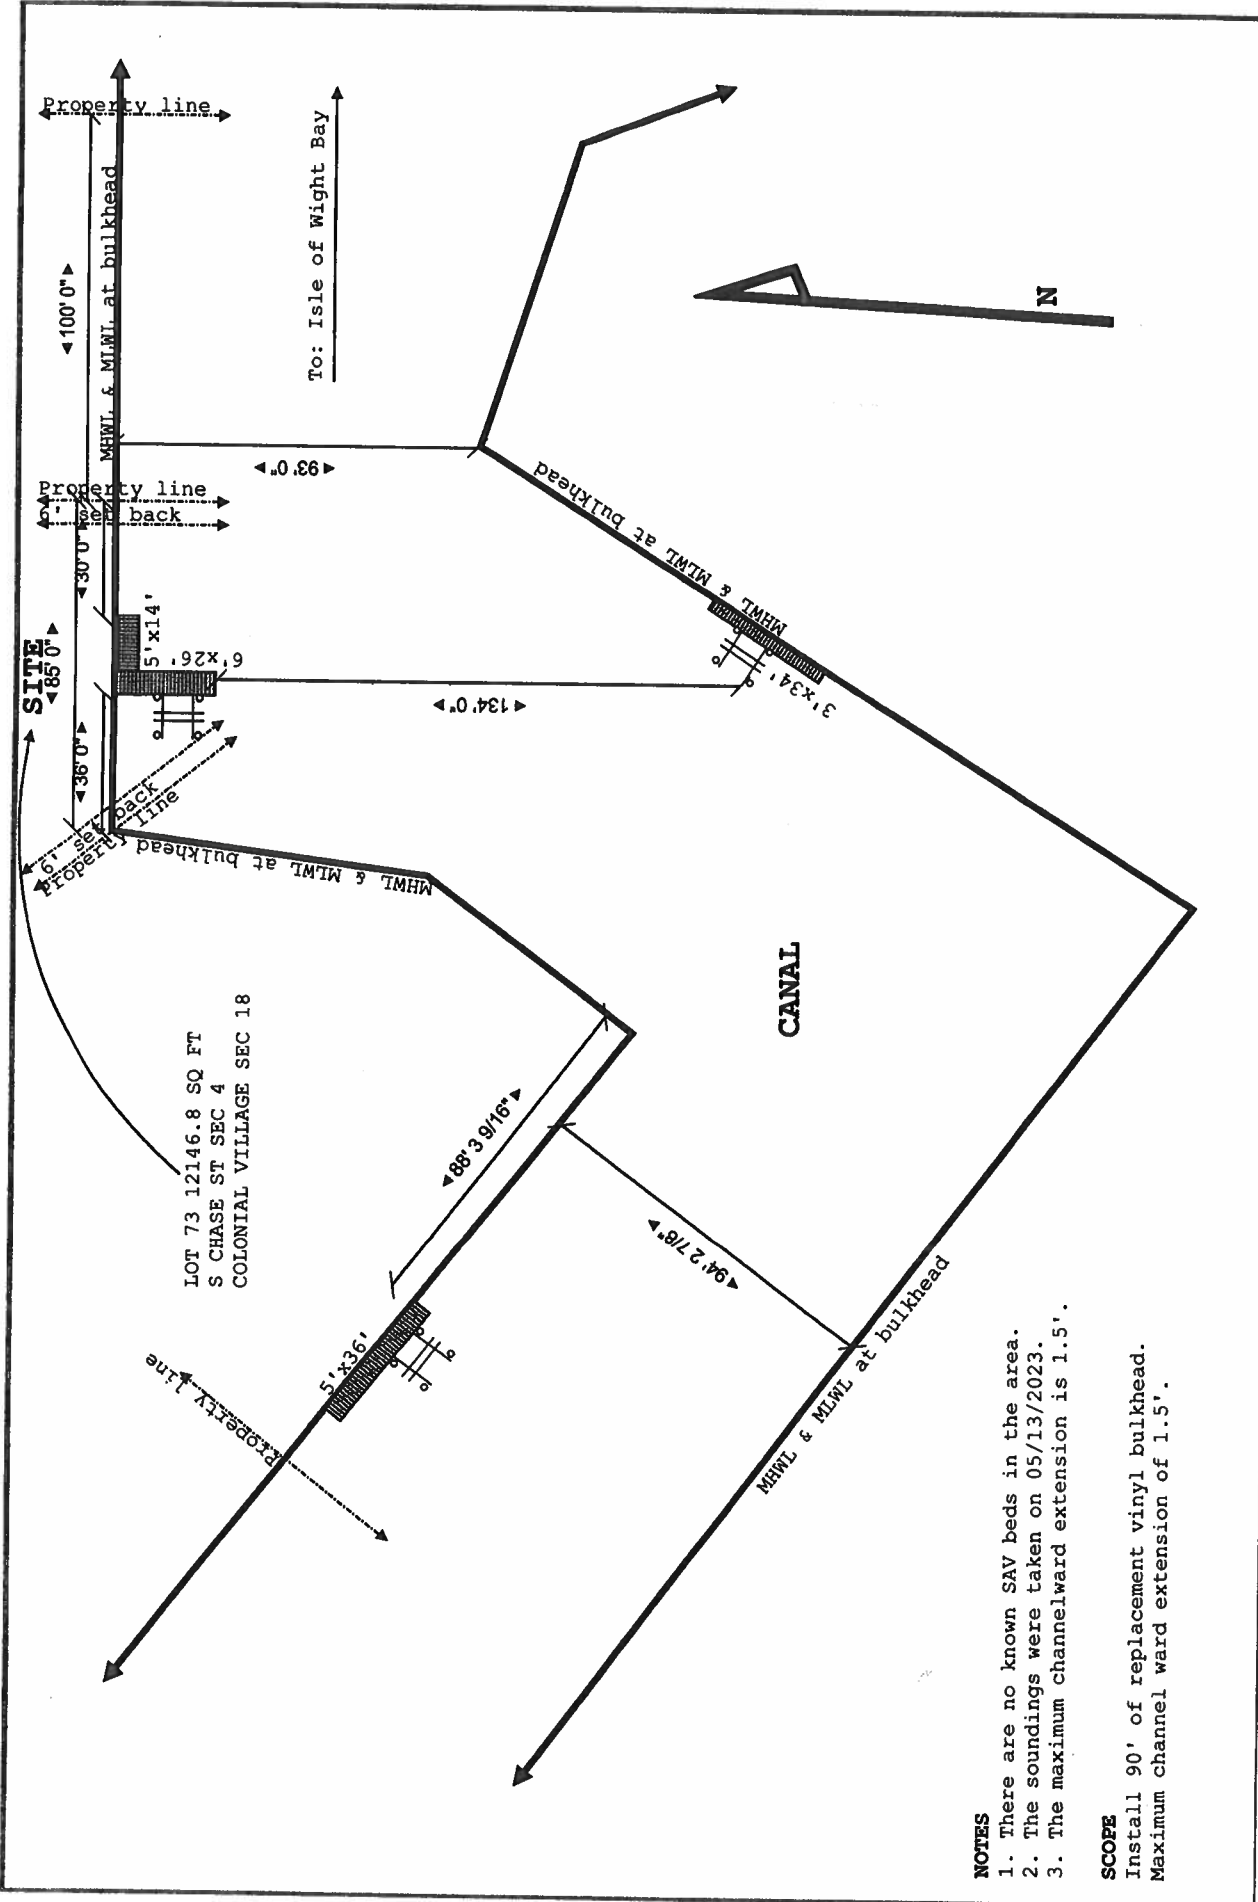 Property line
100' 0"
MHWL & MLWL at bulkhead
To: Isle of Wight Bay
93' 0"
Property line
6' set back
30' 0"
SITE
85' 0"
5'x14'
6'x26'
36' 0"
134' 0"
6' set back
Property line
MHWL & MLWL at bulkhead
MHWL & MLWL at bulkhead
3'x34'
N
LOT 73 12146.8 SQ FT
S CHASE ST SEC 4
COLONIAL VILLAGE SEC 18
CANAL
88' 3 9/16"
94' 2 7/8"
5'x36'
Property line
MHWL & MLWL at bulkhead
NOTES
1. There are no known SAV beds in the area.
2. The soundings were taken on 05/13/2023.
3. The maximum channelward extension is 1.5'.
SCOPE
Install 90' of replacement vinyl bulkhead.
Maximum channel ward extension of 1.5'.